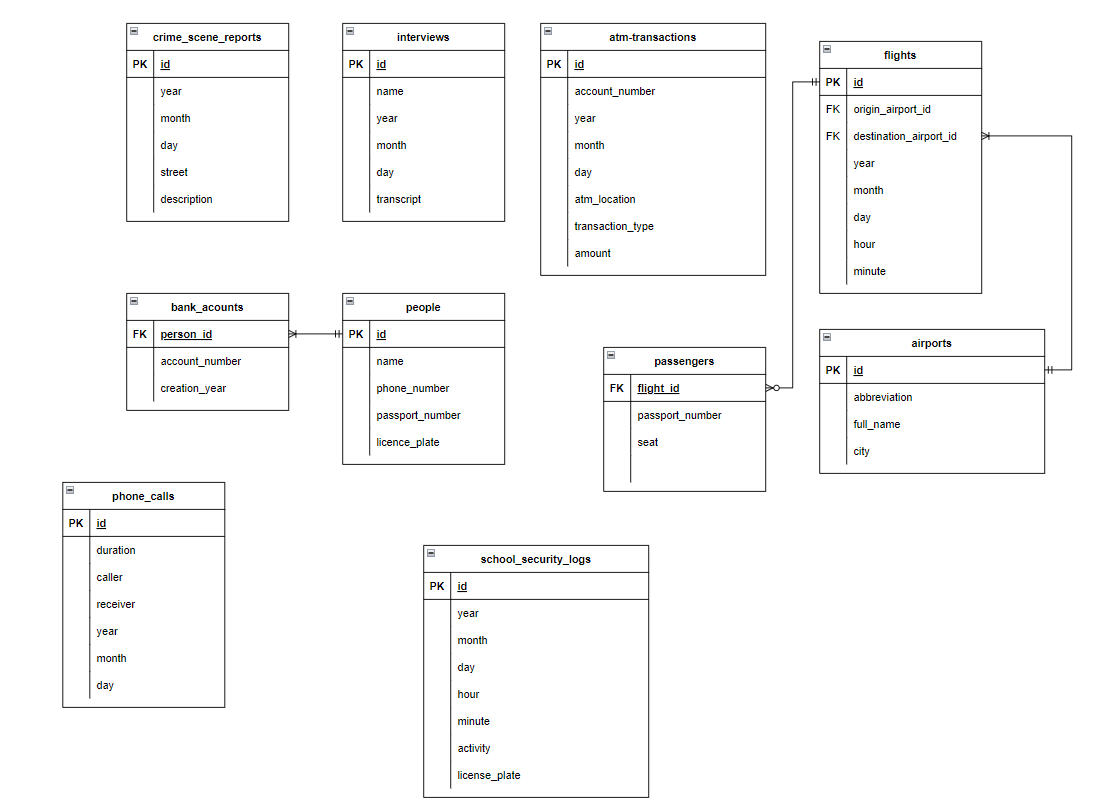 crime_scene_reports
PK id
year
month
day
street
description
interviews
PK id
name
year
month
day
transcript
atm-transactions
PK id
account_number
year
month
day
atm_location
transaction_type
amount
flights
PK id
FK origin_airport_id
FK destination_airport_id
year
month
day
hour
minute
bank_acounts
FK person_id
account_number
creation_year
people
PK id
name
phone_number
passport_number
licence_plate
passengers
FK flight_id
passport_number
seat
airports
PK id
abbreviation
full_name
city
phone_calls
PK id
duration
caller
receiver
year
month
day
school_security_logs
PK id
year
month
day
hour
minute
activity
license_plate